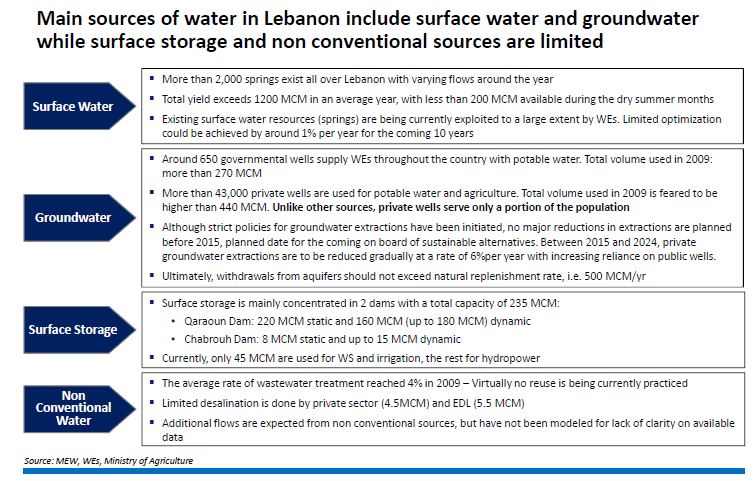 Main sources of water in Lebanon include surface water and groundwater
while surface storage and non conventional sources are limited
Surface Water
▪ More than 2,000 springs exist all over Lebanon with varying flows around the year
▪ Total yield exceeds 1200 MCM in an average year, with less than 200 MCM available during the dry summer months
▪ Existing surface water resources (springs) are being currently exploited to a large extent by WEs. Limited optimization
could be achieved by around 1% per year for the coming 10 years
Groundwater
▪ Around 650 governmental wells supply WEs throughout the country with potable water. Total volume used in 2009:
more than 270 MCM
▪ More than 43,000 private wells are used for potable water and agriculture. Total volume used in 2009 is feared to be
higher than 440 MCM. Unlike other sources, private wells serve only a portion of the population
▪ Although strict policies for groundwater extractions have been initiated, no major reductions in extractions are planned
before 2015, planned date for the coming on board of sustainable alternatives. Between 2015 and 2024, private
groundwater extractions are to be reduced gradually at a rate of 6%per year with increasing reliance on public wells.
▪ Ultimately, withdrawals from aquifers should not exceed natural replenishment rate, i.e. 500 MCM/yr
Surface Storage
▪ Surface storage is mainly concentrated in 2 dams with a total capacity of 235 MCM:
• Qaraoun Dam: 220 MCM static and 160 MCM (up to 180 MCM) dynamic
• Chabrouh Dam: 8 MCM static and up to 15 MCM dynamic
▪ Currently, only 45 MCM are used for WS and irrigation, the rest for hydropower
Non
Conventional
Water
▪ The average rate of wastewater treatment reached 4% in 2009 – Virtually no reuse is being currently practiced
▪ Limited desalination is done by private sector (4.5MCM) and EDL (5.5 MCM)
▪ Additional flows are expected from non conventional sources, but have not been modeled for lack of clarity on available
data
Source: MEW, WEs, Ministry of Agriculture